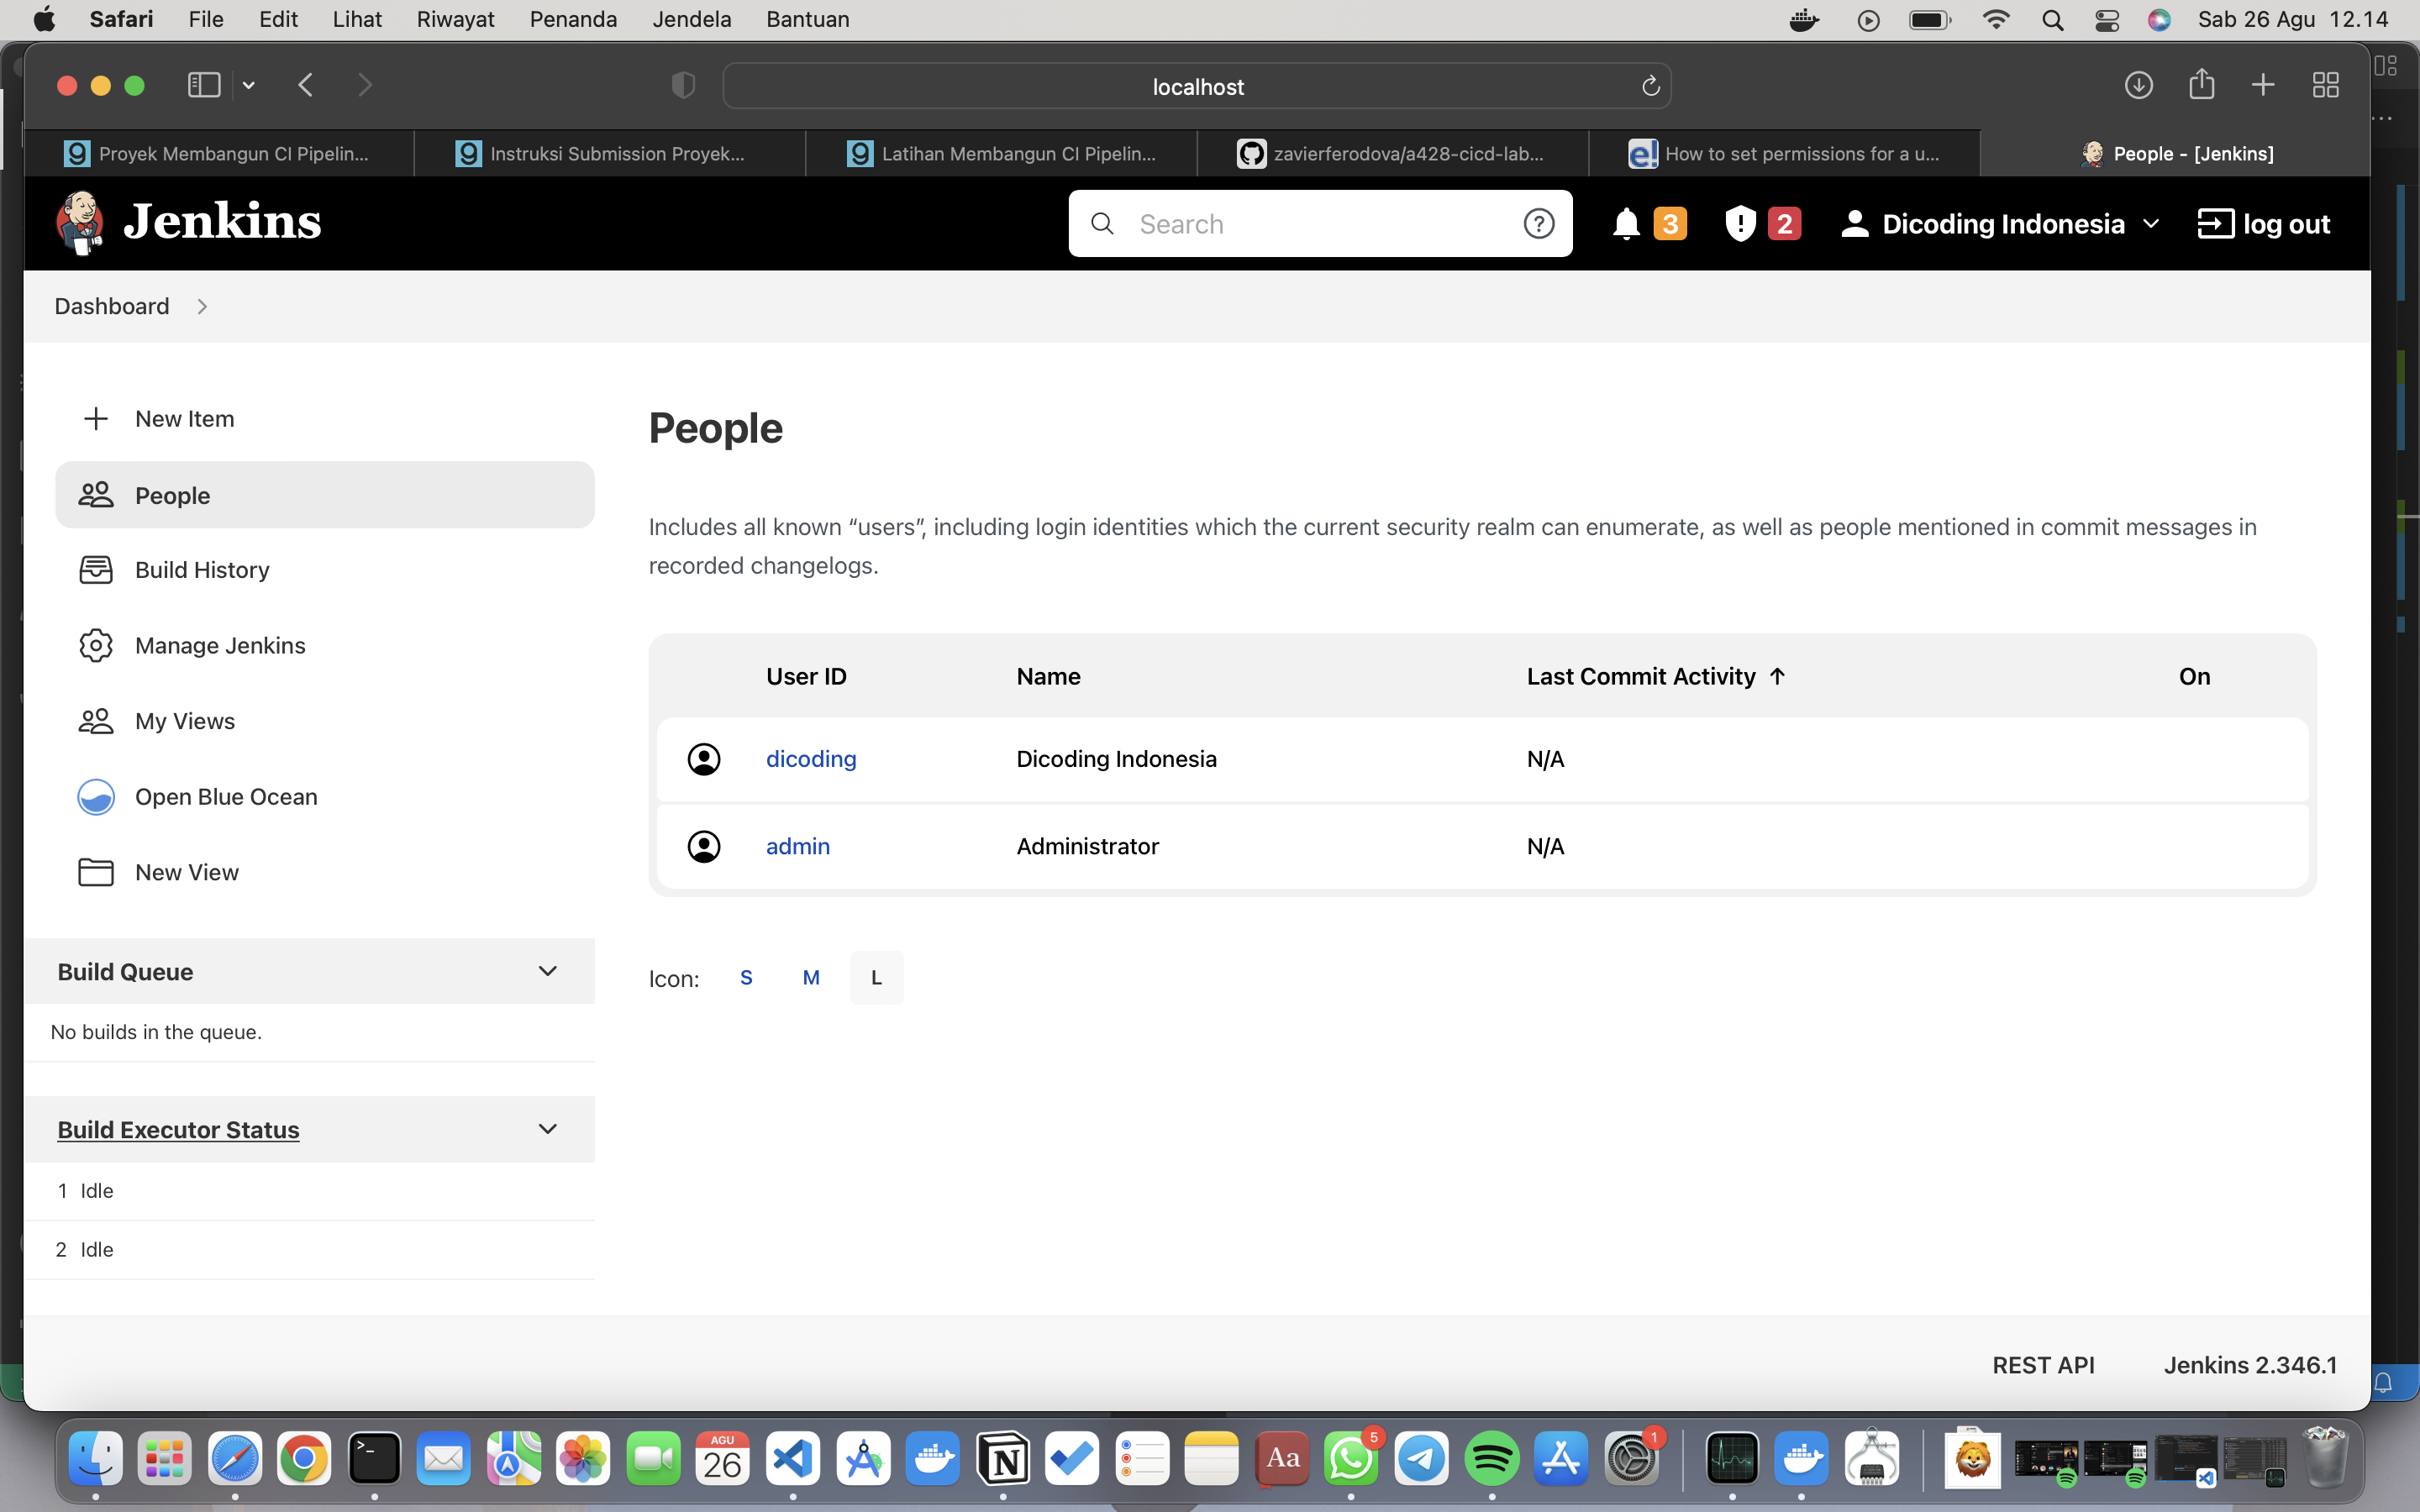 Safari File Edit Lihat Riwayat Penanda Jendela Bantuan Sab 26 Agu 12.14
localhost
Proyek Membangun CI Pipelin... Instruksi Submission Proyek... Latihan Membangun CI Pipelin... zavierferodova/a428-cicd-lab... How to set permissions for a u... People - [Jenkins]
Jenkins Search 3 2 Dicoding Indonesia log out
Dashboard
New Item
People
Build History
Manage Jenkins
My Views
Open Blue Ocean
New View
Build Queue
No builds in the queue.
Build Executor Status
1 Idle
2 Idle
People
Includes all known “users”, including login identities which the current security realm can enumerate, as well as people mentioned in commit messages in
recorded changelogs.
User ID Name Last Commit Activity ↑ On
dicoding Dicoding Indonesia N/A
admin Administrator N/A
Icon: S M L
REST API Jenkins 2.346.1
AGU
26
Aa
5
1